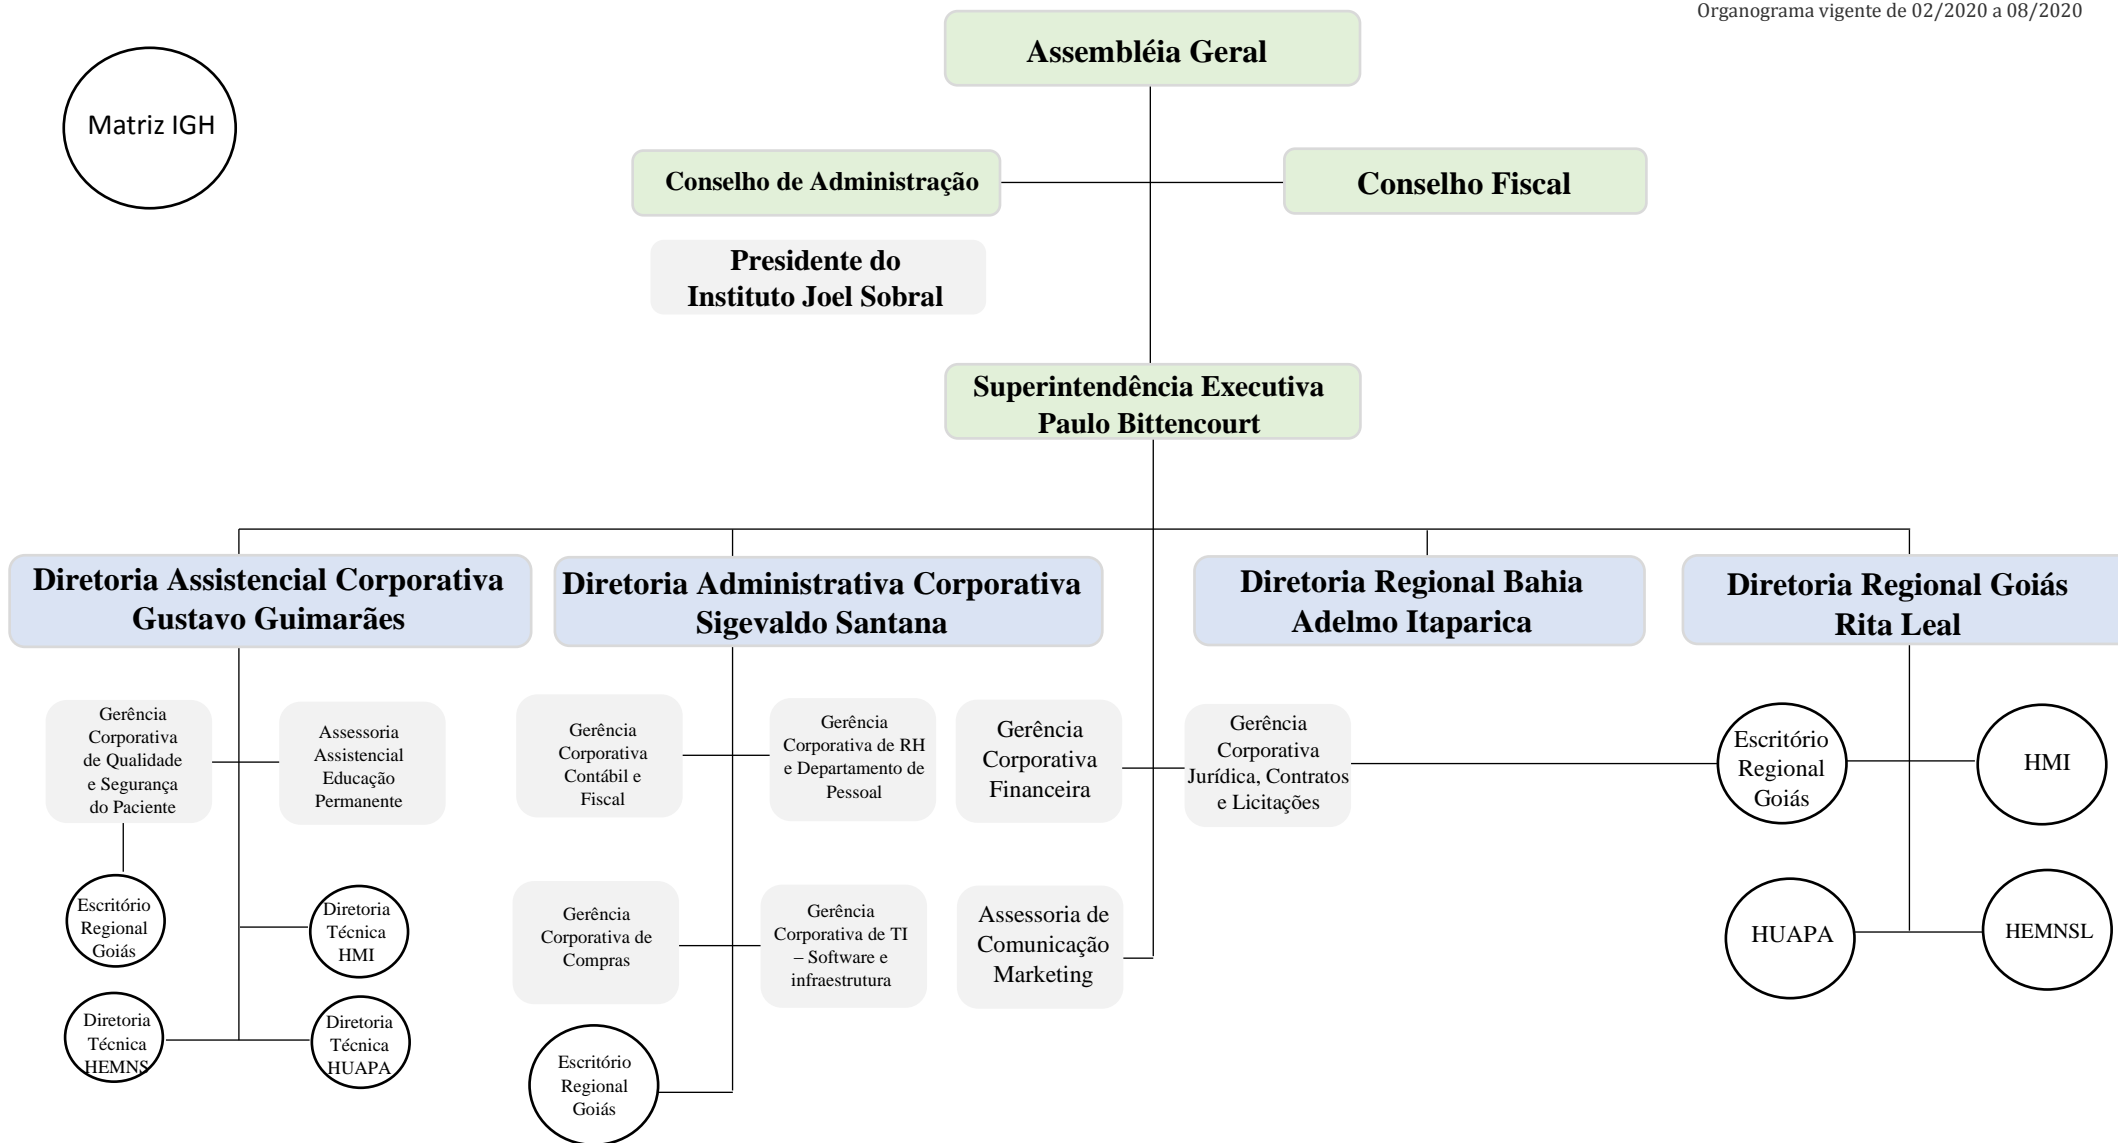 Organograma vigente de 02/2020 a 08/2020
Matriz IGH
Assembléia Geral
Conselho de Administração
Conselho Fiscal
Presidente do
Instituto Joel Sobral
Superintendência Executiva
Paulo Bittencourt
Diretoria Assistencial Corporativa
Gustavo Guimarães
Diretoria Administrativa Corporativa
Sigevaldo Santana
Diretoria Regional Bahia
Adelmo Itaparica
Diretoria Regional Goiás
Rita Leal
Gerência
Corporativa
de Qualidade
e Segurança
do Paciente
Assessoria
Assistencial
Educação
Permanente
Gerência
Corporativa
Contábil e
Fiscal
Gerência
Corporativa de RH
e Departamento de
Pessoal
Gerência
Corporativa
Financeira
Gerência
Corporativa
Jurídica, Contratos
e Licitações
Escritório
Regional
Goiás
HMI
Escritório
Regional
Goiás
Diretoria
Técnica
HMI
Gerência
Corporativa de
Compras
Gerência
Corporativa de TI
– Software e
infraestrutura
Assessoria de
Comunicação
Marketing
HUAPA
HEMNSL
Diretoria
Técnica
HEMNS
Diretoria
Técnica
HUAPA
Escritório
Regional
Goiás